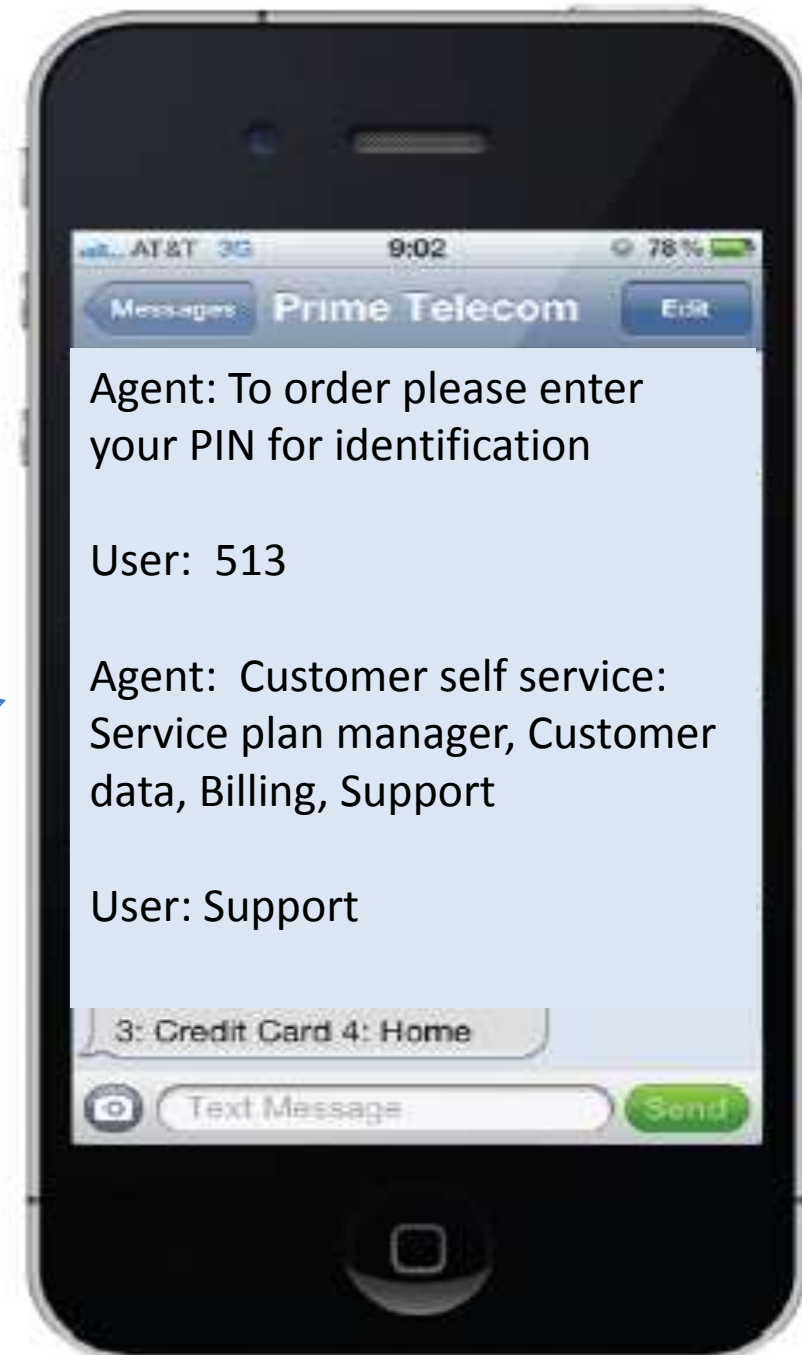 AT&T 3G 9:02 78%
Messages Prime Telecom Edit
Agent: To order please enter
your PIN for identification
User: 513
Agent: Customer self service:
Service plan manager, Customer
data, Billing, Support
User: Support
3: Credit Card 4: Home
Text Message Send